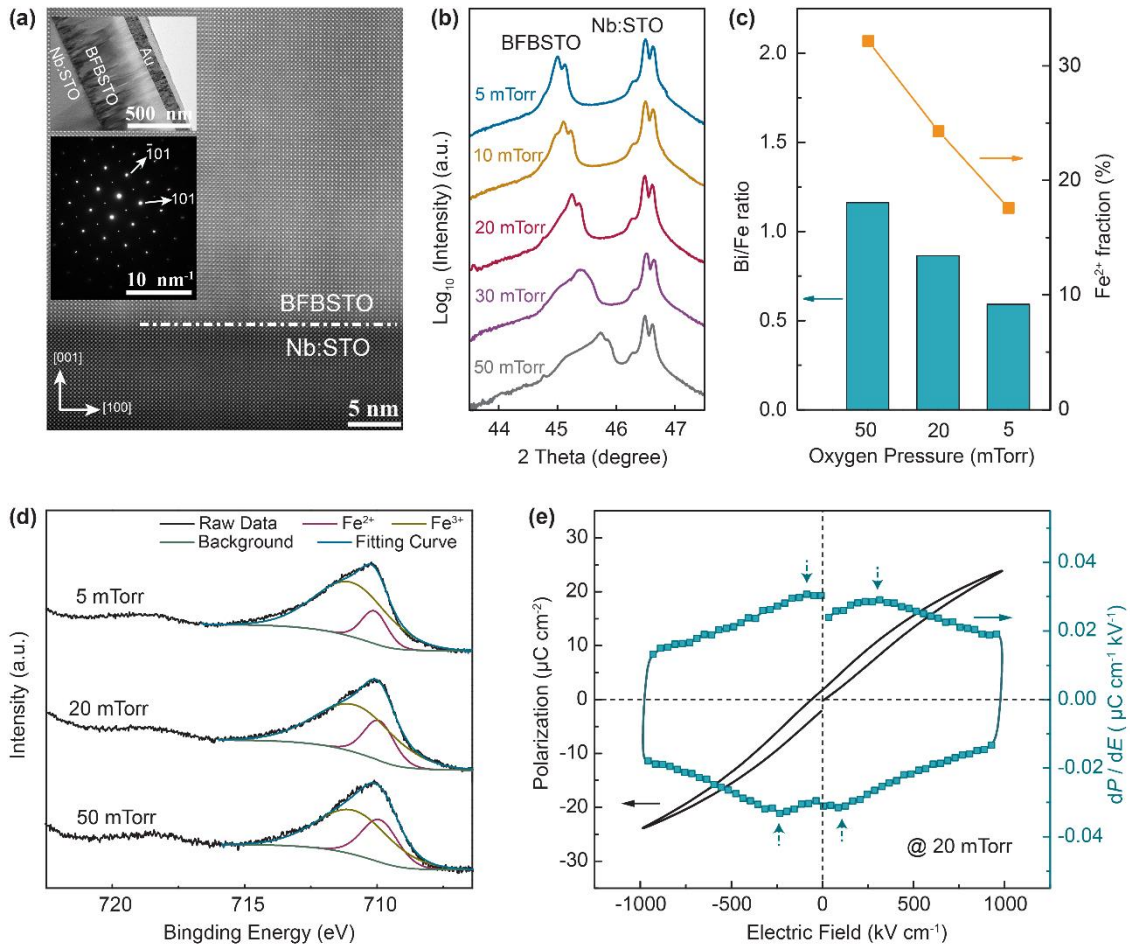 (a)
Nb:STO
BFBSTO
Au
500 nm
1̄01
101
10 nm⁻¹
BFBSTO
Nb:STO
[001]
[100]
5 nm
(b)
BFBSTO
Nb:STO
5 mTorr
10 mTorr
20 mTorr
30 mTorr
50 mTorr
Log₁₀ (Intensity) (a.u.)
44 45 46 47
2 Theta (degree)
(c)
2.0
1.5
1.0
0.5
0.0
Bi/Fe ratio
30
20
10
0
Fe²⁺ fraction (%)
50 20 5
Oxygen Pressure (mTorr)
(d)
Raw Data Fe²⁺ Fe³⁺
Background Fitting Curve
5 mTorr
20 mTorr
50 mTorr
Intensity (a.u.)
720 715 710
Bingding Energy (eV)
(e)
30
20
10
0
-10
-20
-30
Polarization (μC cm⁻²)
0.04
0.02
0.00
-0.02
-0.04
dP / dE ( μC cm⁻¹ kV⁻¹)
@ 20 mTorr
-1000 -500 0 500 1000
Electric Field (kV cm⁻¹)